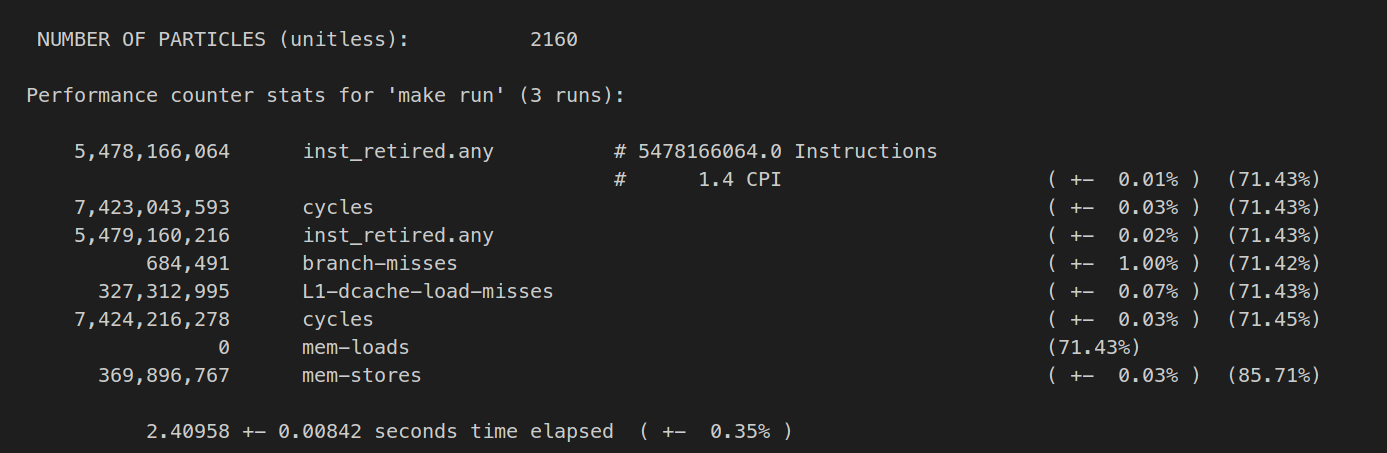 NUMBER OF PARTICLES (unitless): 2160
Performance counter stats for 'make run' (3 runs):
5,478,166,064 inst_retired.any # 5478166064.0 Instructions
# 1.4 CPI ( +- 0.01% ) (71.43%)
7,423,043,593 cycles ( +- 0.03% ) (71.43%)
5,479,160,216 inst_retired.any ( +- 0.02% ) (71.43%)
684,491 branch-misses ( +- 1.00% ) (71.42%)
327,312,995 L1-dcache-load-misses ( +- 0.07% ) (71.43%)
7,424,216,278 cycles ( +- 0.03% ) (71.45%)
0 mem-loads (71.43%)
369,896,767 mem-stores ( +- 0.03% ) (85.71%)
2.40958 +- 0.00842 seconds time elapsed ( +- 0.35% )